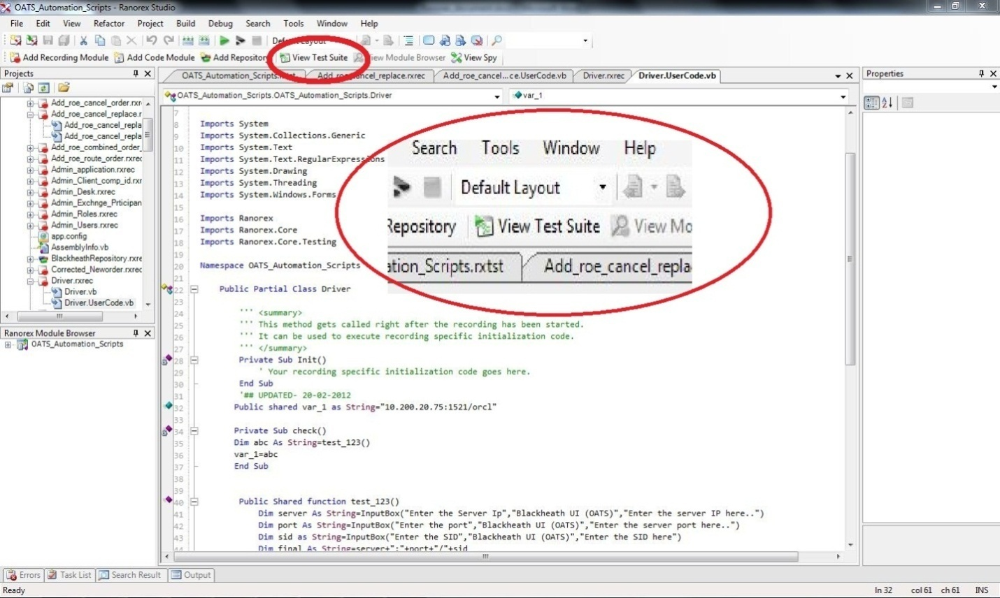 OATS_Automation_Scripts - Ranorex Studio
File Edit View Refactor Project Build Debug Search Tools Window Help
Add Recording Module Add Code Module Add Repository View Test Suite View Module Browser View Spy
Projects
OATS_Automation_Scripts.rxtst Add_roe_cancel_replace.rxrec Add_roe_cancel...ce.UserCode.vb Driver.rxrec Driver.UserCode.vb
Properties
OATS_Automation_Scripts.OATS_Automation_Scripts.Driver var_1
Add_roe_cancel_order.rxr
Add_roe_cancel_replace.r
Add_roe_cancel_repla
Add_roe_cancel_repla
Add_roe_combined_order_
Add_roe_route_order.rxrec
Admin_application.rxrec
Admin_Client_comp_id.rxr
Admin_Desk.rxrec
Admin_Exchnge_Prticipan
Admin_Roles.rxrec
Admin_Users.rxrec
app.config
AssemblyInfo.vb
BlackheathRepository.rxre
Corrected_Neworder.rxrec
Driver.rxrec
Driver.vb
Driver.UserCode.vb
Ranorex Module Browser
OATS_Automation_Scripts
7
8 Imports System
9 Imports System.Collections.Generic
10 Imports System.Text
11 Imports System.Text.RegularExpressions
12 Imports System.Drawing
13 Imports System.Threading
14 Imports System.Windows.Forms
15
16 Imports Ranorex
17 Imports Ranorex.Core
18 Imports Ranorex.Core.Testing
19
20 Namespace OATS_Automation_Scripts
21
22 Public Partial Class Driver
23
24 ''' <summary>
25 ''' This method gets called right after the recording has been started.
26 ''' It can be used to execute recording specific initialization code.
27 ''' </summary>
28 Private Sub Init()
29 ' Your recording specific initialization code goes here.
30 End Sub
31 '## UPDATED- 20-02-2012
32 Public shared var_1 as String="10.200.20.75:1521/orcl"
33
34 Private Sub check()
35 Dim abc As String=test_123()
36 var_1=abc
37 End Sub
38
39
40 Public Shared function test_123()
41 Dim server As String=InputBox("Enter the Server Ip","Blackheath UI (OATS)","Enter the server IP here..")
42 Dim port As String=InputBox("Enter the port","Blackheath UI (OATS)","Enter the server port here..")
43 Dim sid as String=InputBox("Enter the SID","Blackheath UI (OATS)","Enter the SID here")
44 Dim final As String=server+":"+port+"/"+sid
Search Tools Window Help
Default Layout
Repository View Test Suite View Mo
ation_Scripts.rxtst Add_roe_cancel_repla
Errors Task List Search Result Output
Ready ln 32 col 61 ch 61 INS